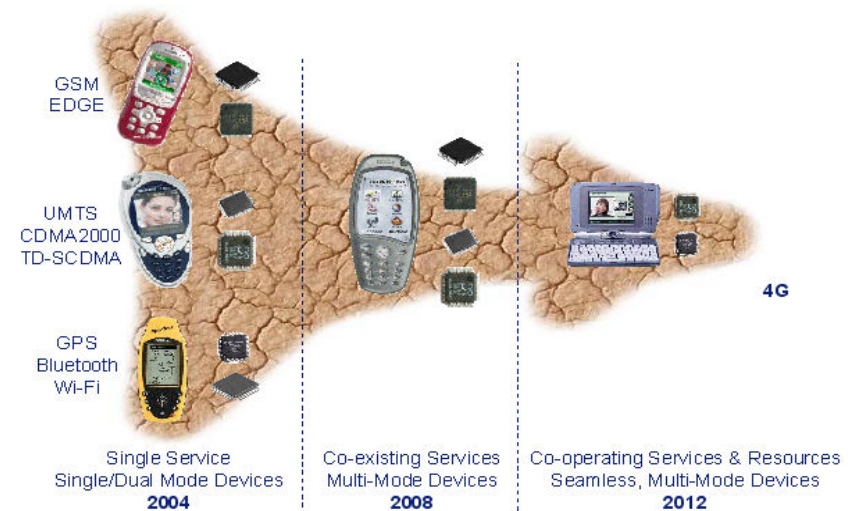 GSM
EDGE
UMTS
CDMA2000
TD-SCDMA
GPS
Bluetooth
Wi-Fi
4G
Single Service
Single/Dual Mode Devices
2004
Co-existing Services
Multi-Mode Devices
2008
Co-operating Services & Resources
Seamless, Multi-Mode Devices
2012